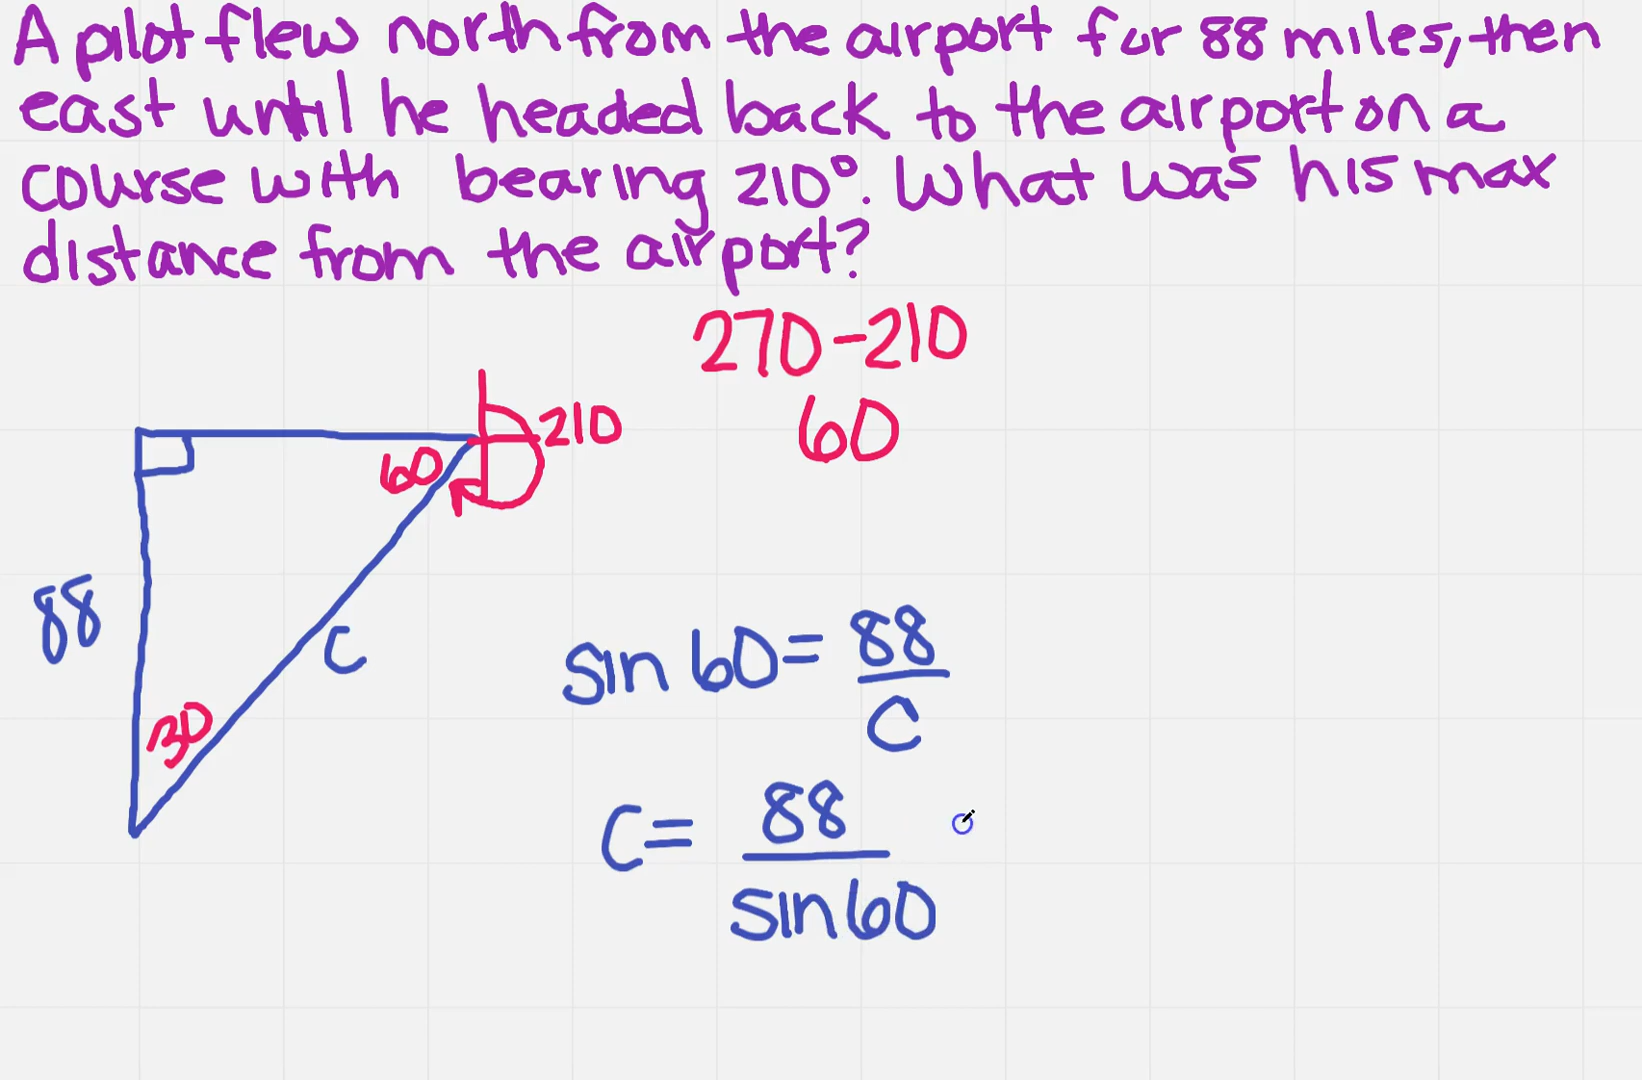 A pilot flew north from the airport for 88 miles, then
east until he headed back to the airport on a
course with bearing 210°. What was his max
distance from the airport?
270-210
60
210
60
88
C
30
sin 60 = 88/C
C = 88/sin 60